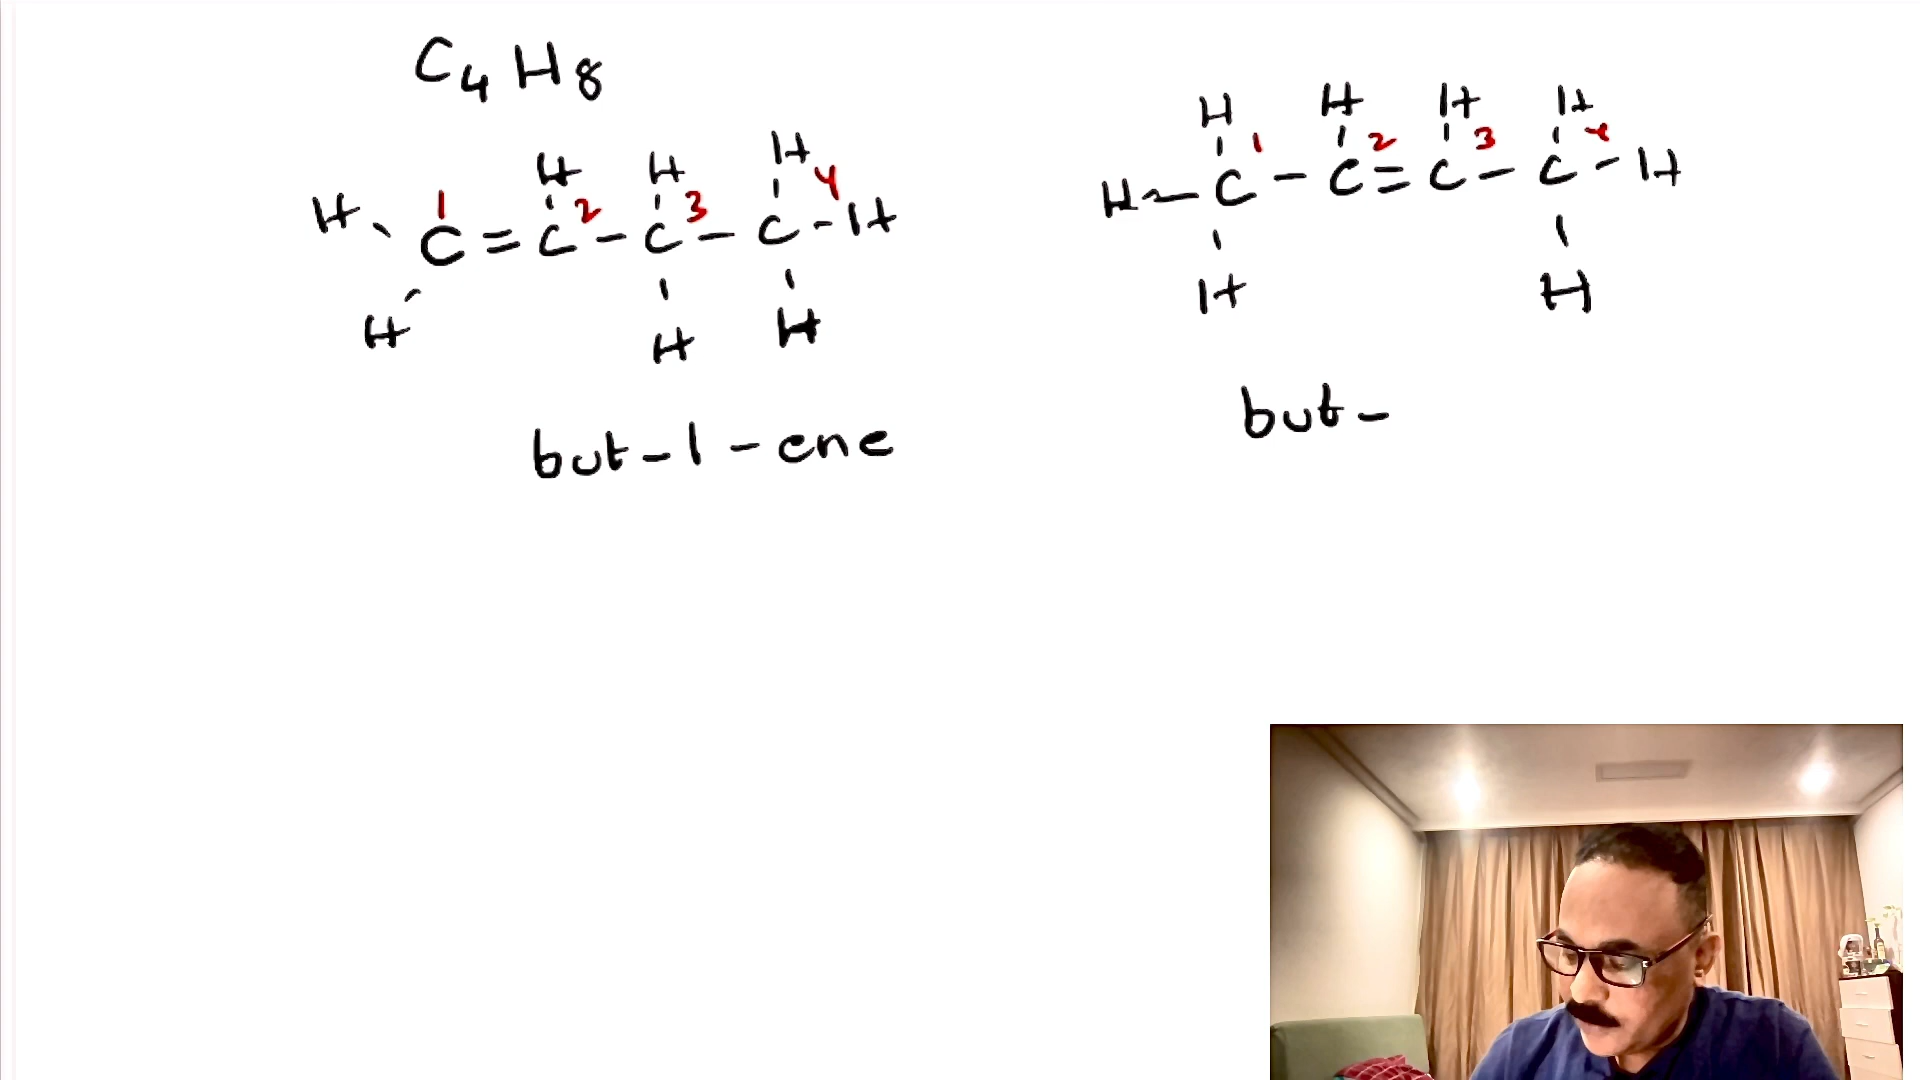 C4H8
H H H
H 1 2 3 4
C = C - C - C - H
H H H
but-1-ene
H H H H
1 2 3 4
H - C - C = C - C - H
H H
but-